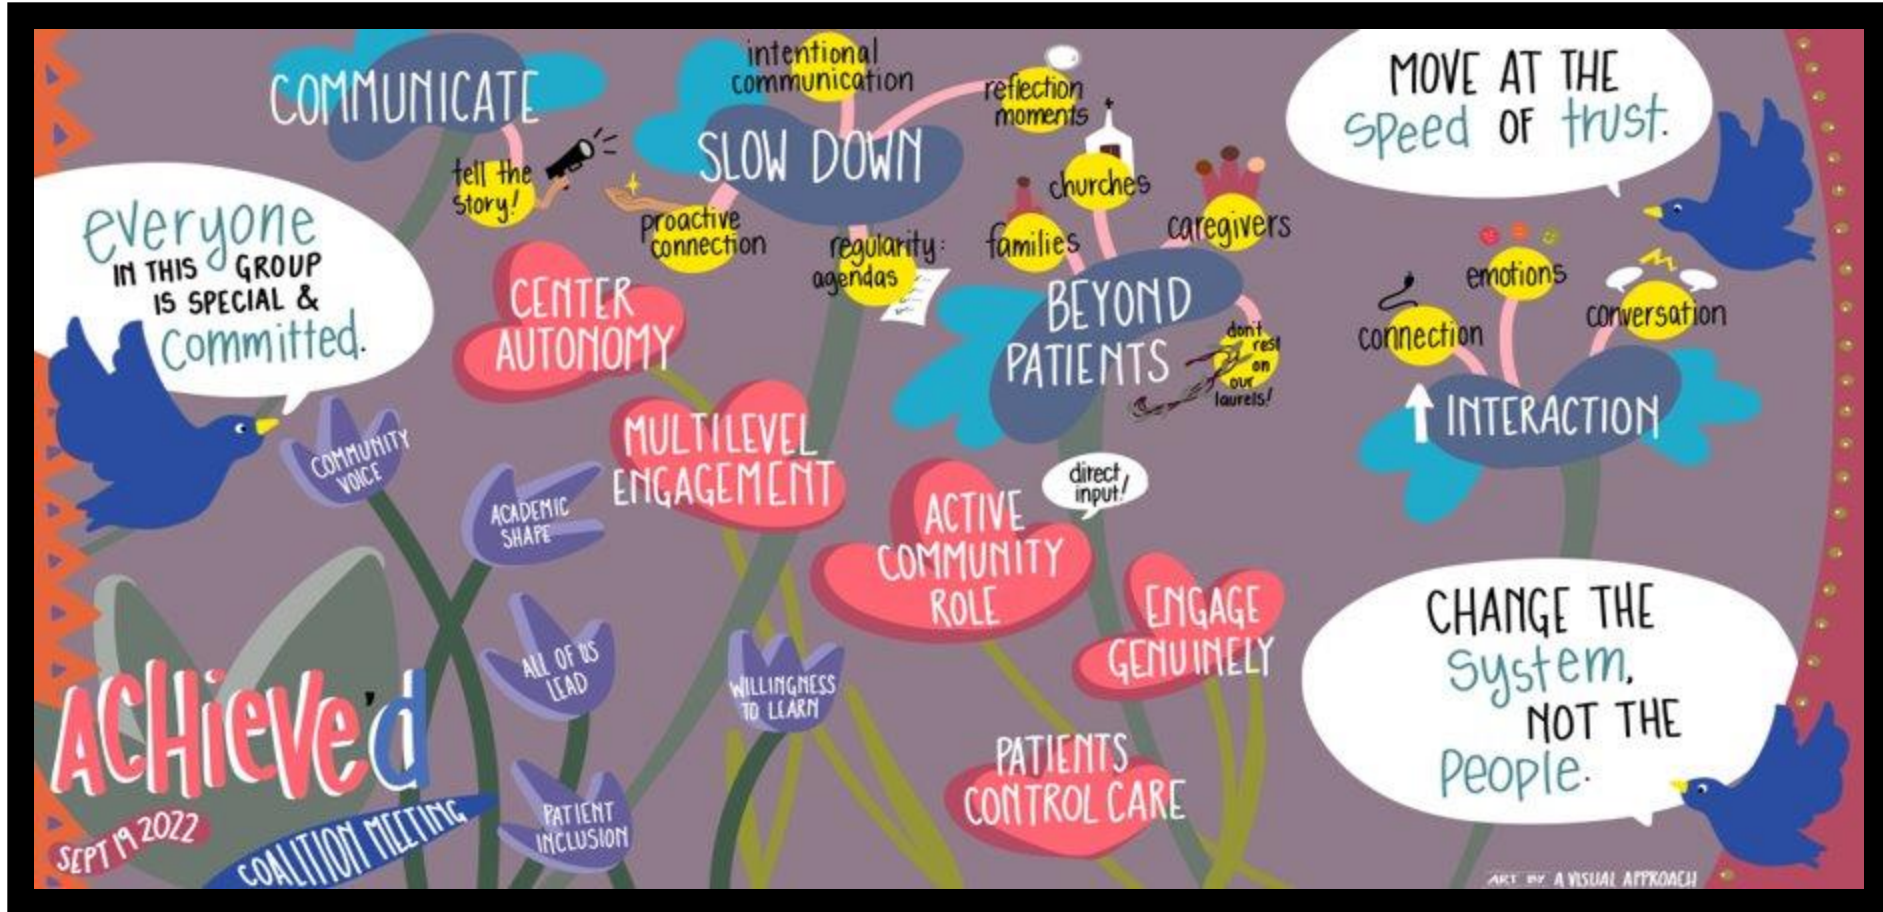 COMMUNICATE
tell the
story!
intentional
communication
reflection
moments
SLOW DOWN
proactive
connection
regularity:
agendas
churches
families
caregivers
BEYOND
PATIENTS
don't
rest
on
our
laurels!
MOVE AT THE
speed OF trust.
connection
emotions
conversation
INTERACTION
everyone
IN THIS GROUP
IS SPECIAL &
committed.
CENTER
AUTONOMY
MULTILEVEL
ENGAGEMENT
ACTIVE
COMMUNITY
ROLE
direct
input!
ENGAGE
GENUINELY
PATIENTS
CONTROL CARE
COMMUNITY
VOICE
ACADEMIC
SHAPE
ALL OF US
LEAD
WILLINGNESS
TO LEARN
PATIENT
INCLUSION
CHANGE THE
system,
NOT THE
people.
ACHieve'd
SEPT 19 2022
COALITION MEETING
ART BY A VISUAL APPROACH